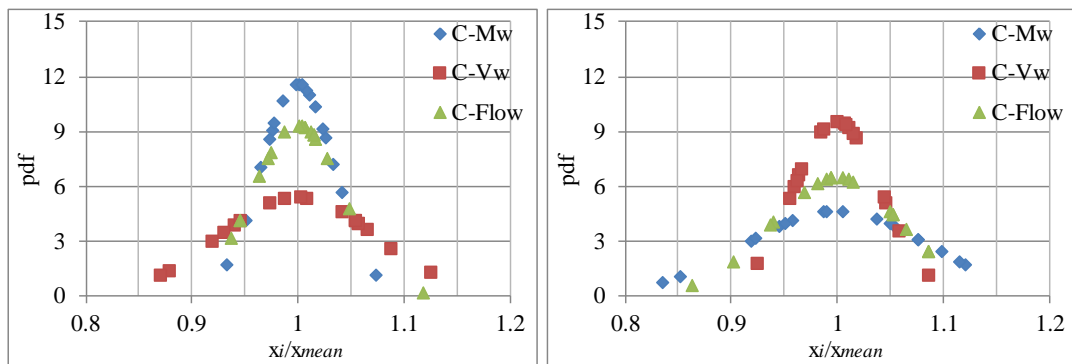 15
12
9
6
3
0
pdf
C-Mw
C-Vw
C-Flow
0.8 0.9 1 1.1 1.2
xi/xmean
15
12
9
6
3
0
pdf
C-Mw
C-Vw
C-Flow
0.8 0.9 1 1.1 1.2
xi/xmean